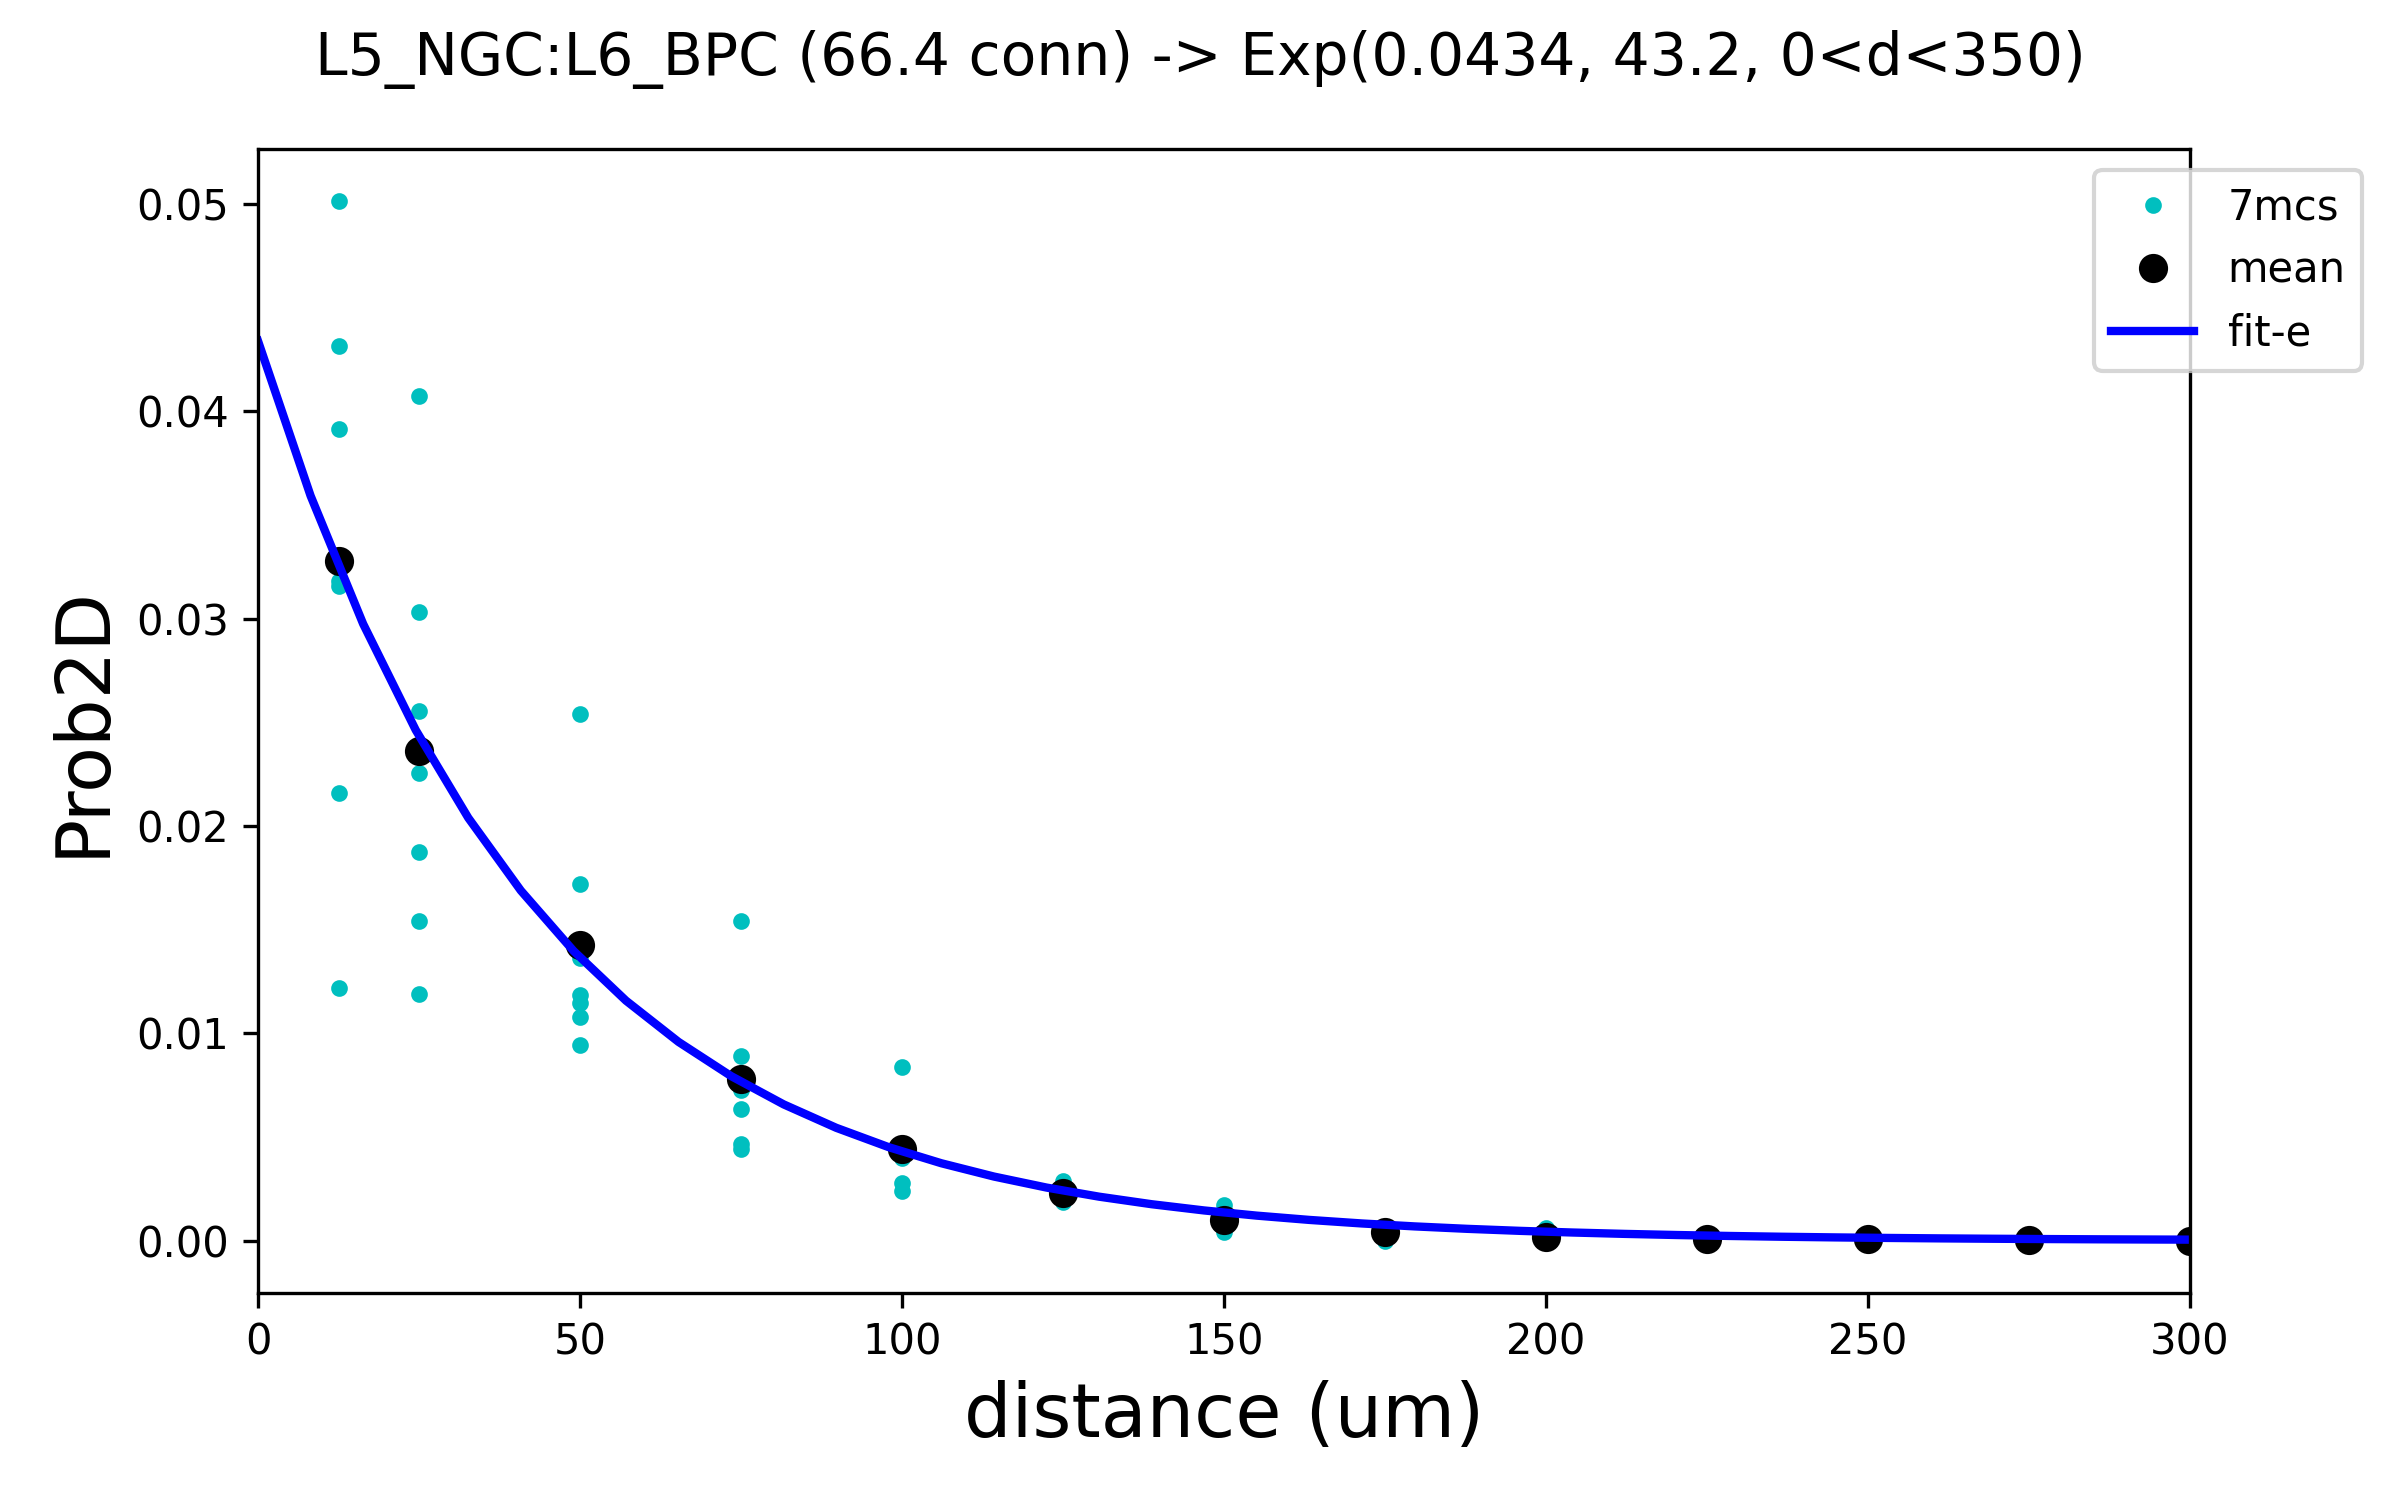 L5_NGC:L6_BPC (66.4 conn) -> Exp(0.0434, 43.2, 0<d<350)
7mcs
mean
fit-e
0.05
0.04
0.03
0.02
0.01
0.00
Prob2D
0 50 100 150 200 250 300
distance (um)